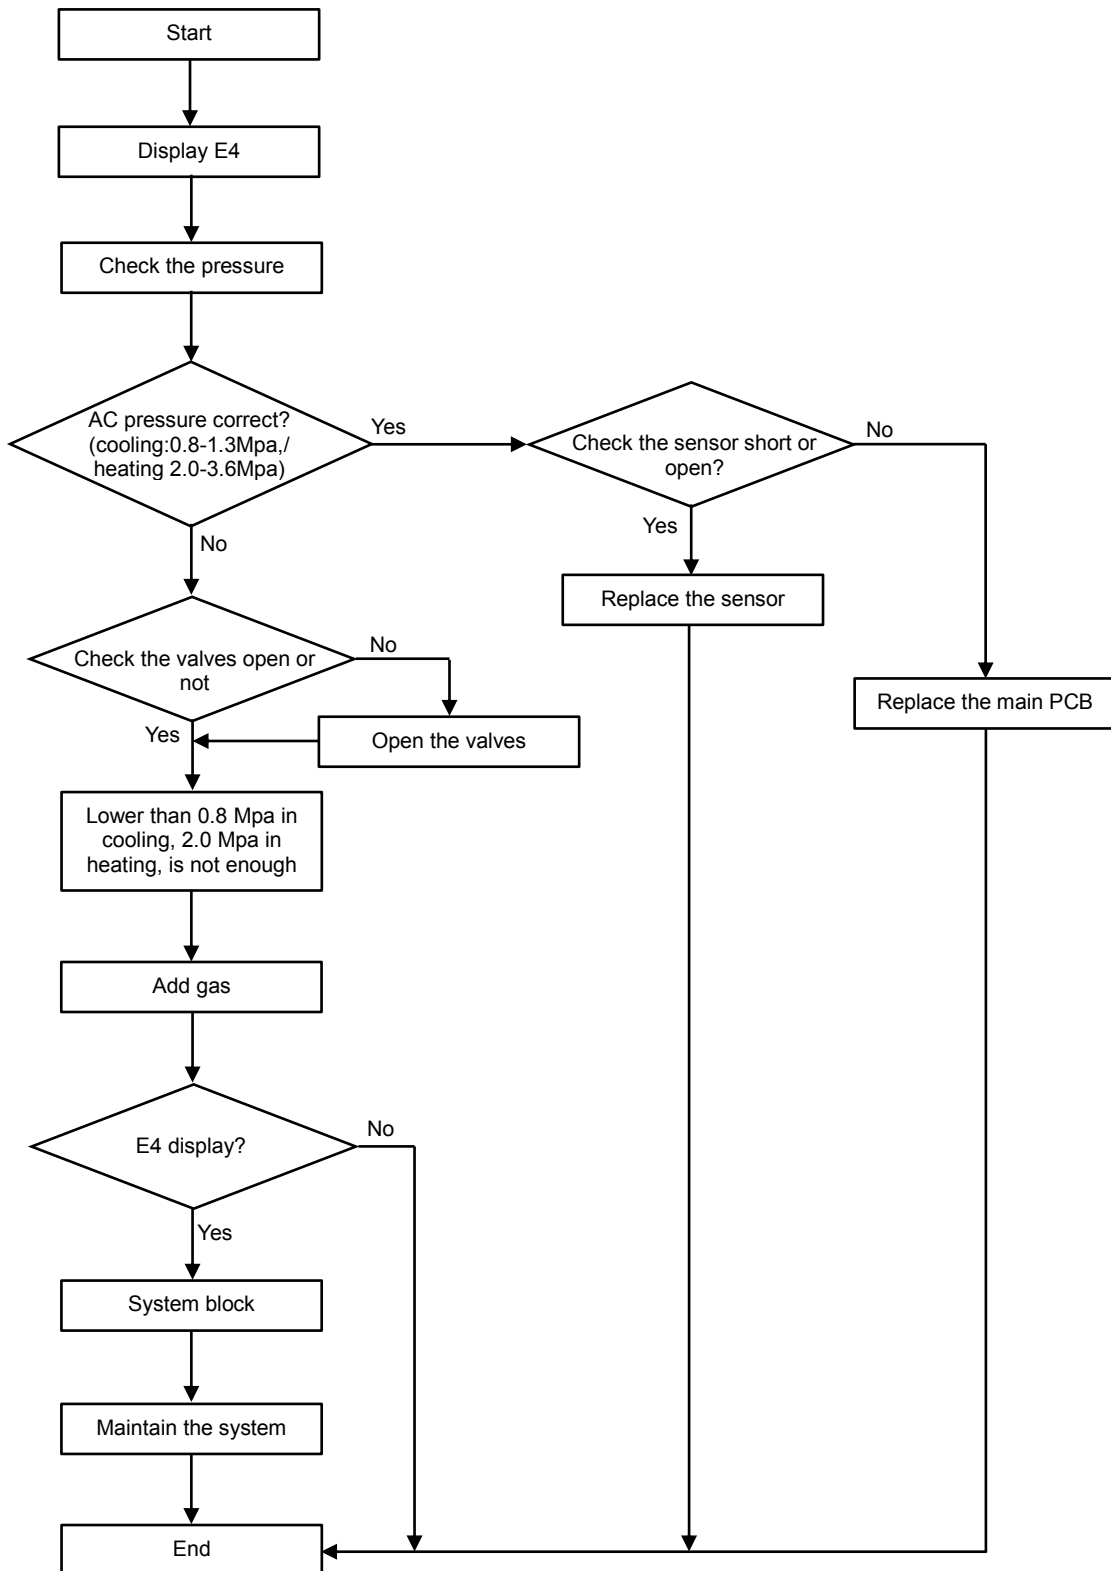 Start
Display E4
Check the pressure
AC pressure correct?
(cooling:0.8-1.3Mpa,/
heating 2.0-3.6Mpa)
Yes
Check the sensor short or
open?
No
No
Yes
Replace the sensor
Check the valves open or
not
No
Replace the main PCB
Yes
Open the valves
Lower than 0.8 Mpa in
cooling, 2.0 Mpa in
heating, is not enough
Add gas
E4 display?
No
Yes
System block
Maintain the system
End